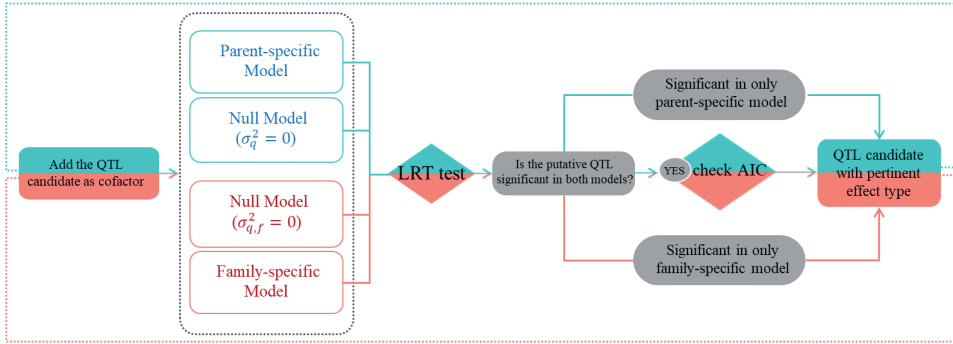 Add the QTL
candidate as cofactor
Parent-specific
Model
Null Model
(σ²_q = 0)
Null Model
(σ²_{q,f} = 0)
Family-specific
Model
LRT test
Is the putative QTL
significant in both models?
Significant in only
parent-specific model
YES
check AIC
Significant in only
family-specific model
QTL candidate
with pertinent
effect type